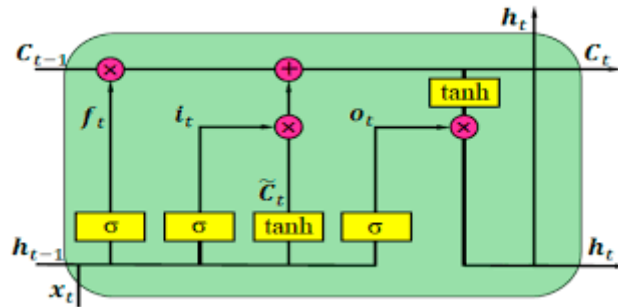 h_t
C_{t-1} × + C_t
tanh
f_t i_t × o_t ×
C̃_t
σ σ tanh σ
h_{t-1} h_t
x_t